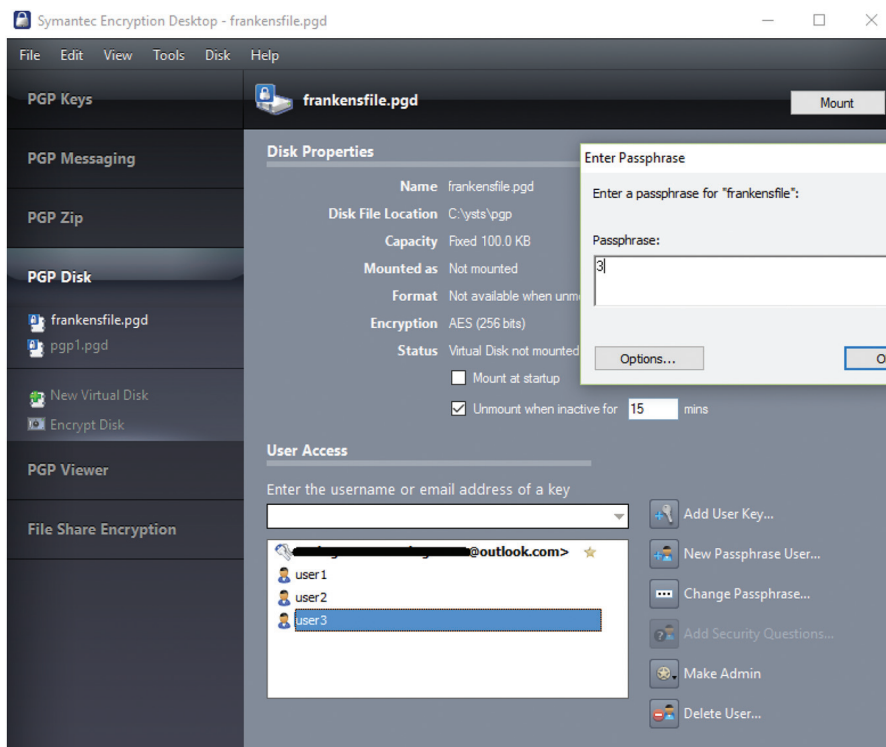 Symantec Encryption Desktop - frankensfile.pgd
File Edit View Tools Disk Help
PGP Keys
PGP Messaging
PGP Zip
PGP Disk
frankensfile.pgd
pgp1.pgd
New Virtual Disk
Encrypt Disk
PGP Viewer
File Share Encryption
frankensfile.pgd
Mount
Disk Properties
Name frankensfile.pgd
Disk File Location C:\ysts\pgp
Capacity Fixed 100.0 KB
Mounted as Not mounted
Format Not available when unm
Encryption AES (256 bits)
Status Virtual Disk not mounted
Mount at startup
Unmount when inactive for 15 mins
Enter Passphrase
Enter a passphrase for "frankensfile":
Passphrase:
3
Options...
O
User Access
Enter the username or email address of a key
@outlook.com>
user1
user2
user3
Add User Key...
New Passphrase User...
Change Passphrase...
Add Security Questions...
Make Admin
Delete User...